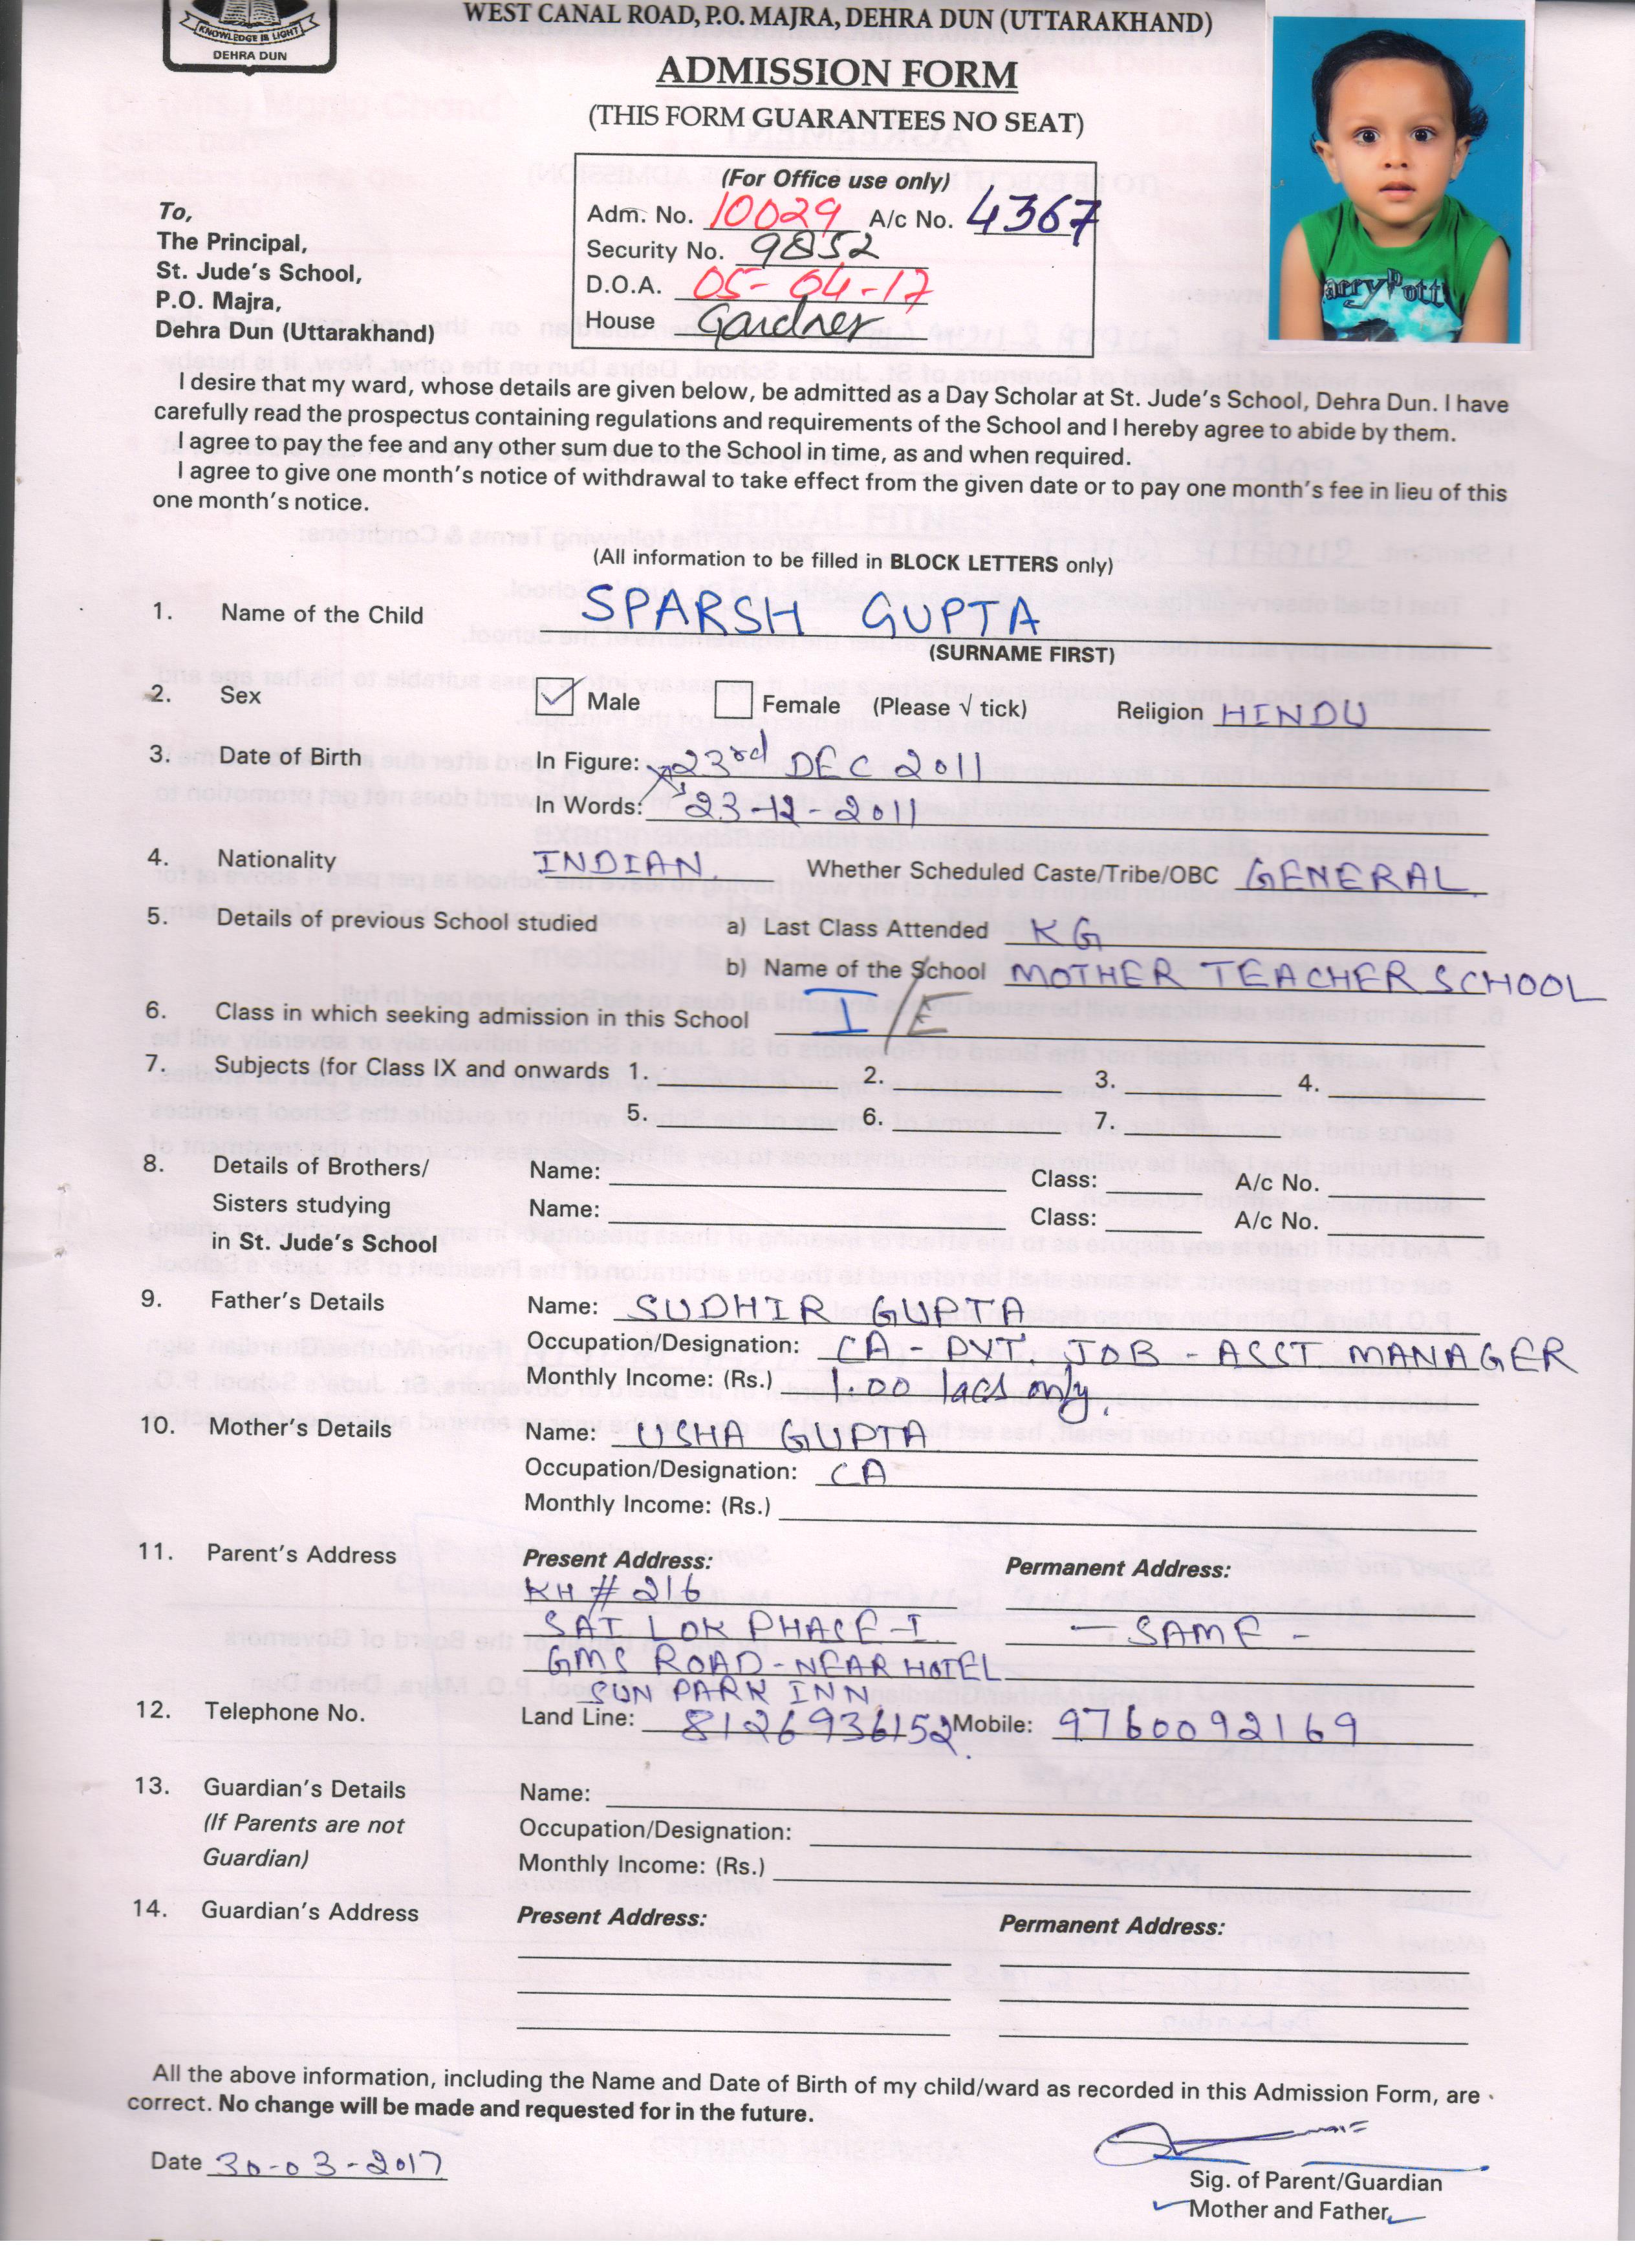 KNOWLEDGE IS LIGHT
DEHRA DUN
WEST CANAL ROAD, P.O. MAJRA, DEHRA DUN (UTTARAKHAND)
ADMISSION FORM
(THIS FORM GUARANTEES NO SEAT)
(For Office use only)
Adm. No. 10029 A/c No. 4367
Security No. 9852
D.O.A. 05-04-17
House Gardner
To,
The Principal,
St. Jude's School,
P.O. Majra,
Dehra Dun (Uttarakhand)
arry Pott
I desire that my ward, whose details are given below, be admitted as a Day Scholar at St. Jude's School, Dehra Dun. I have
carefully read the prospectus containing regulations and requirements of the School and I hereby agree to abide by them.
I agree to pay the fee and any other sum due to the School in time, as and when required.
I agree to give one month's notice of withdrawal to take effect from the given date or to pay one month's fee in lieu of this
one month's notice.
(All information to be filled in BLOCK LETTERS only)
1. Name of the Child SPARSH GUPTA
(SURNAME FIRST)
2. Sex ✓ Male Female (Please √ tick) Religion HINDU
3. Date of Birth In Figure: 23rd DEC 2011
In Words: 23-12-2011
4. Nationality INDIAN. Whether Scheduled Caste/Tribe/OBC GENERAL.
5. Details of previous School studied a) Last Class Attended KG
b) Name of the School MOTHER TEACHER SCHOOL
6. Class in which seeking admission in this School I/E
7. Subjects (for Class IX and onwards 1. 2. 3. 4.
5. 6. 7.
8. Details of Brothers/ Name: Class: A/c No.
Sisters studying Name: Class: A/c No.
in St. Jude's School
9. Father's Details Name: SUDHIR GUPTA
Occupation/Designation: CA - PVT. JOB - ASST MANAGER
Monthly Income: (Rs.) 1.00 lacs only.
10. Mother's Details Name: USHA GUPTA
Occupation/Designation: CA
Monthly Income: (Rs.)
11. Parent's Address Present Address: Permanent Address:
KH # 216
SAI LOK PHASE-I. - SAME -
GMS ROAD-NEAR HOTEL
SUN PARK INN.
12. Telephone No. Land Line: 8126936152 Mobile: 9760092169
13. Guardian's Details Name:
(If Parents are not Occupation/Designation:
Guardian) Monthly Income: (Rs.)
14. Guardian's Address Present Address: Permanent Address:
All the above information, including the Name and Date of Birth of my child/ward as recorded in this Admission Form, are
correct. No change will be made and requested for in the future.
Date 30-03-2017
Sig. of Parent/Guardian
Mother and Father